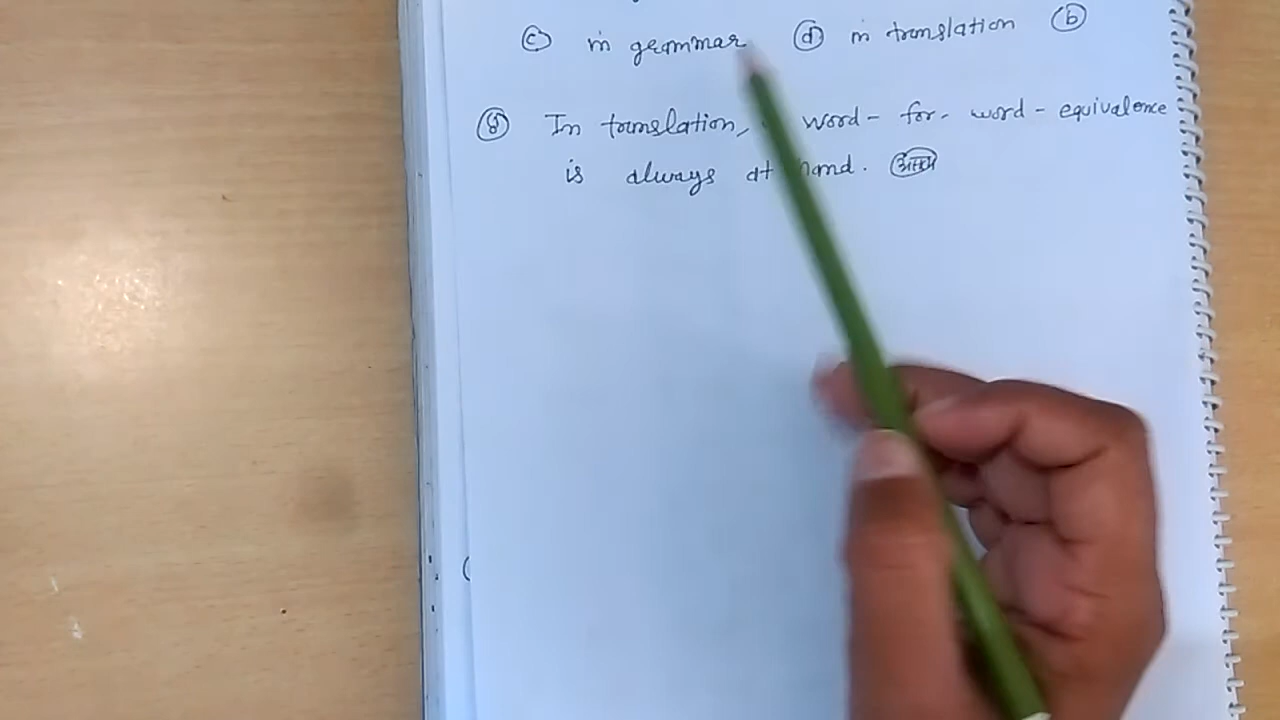 (c) in grammar (d) in translation (b)
(8) In translation, word-for-word-equivalence
is always at hand. (असत्य)